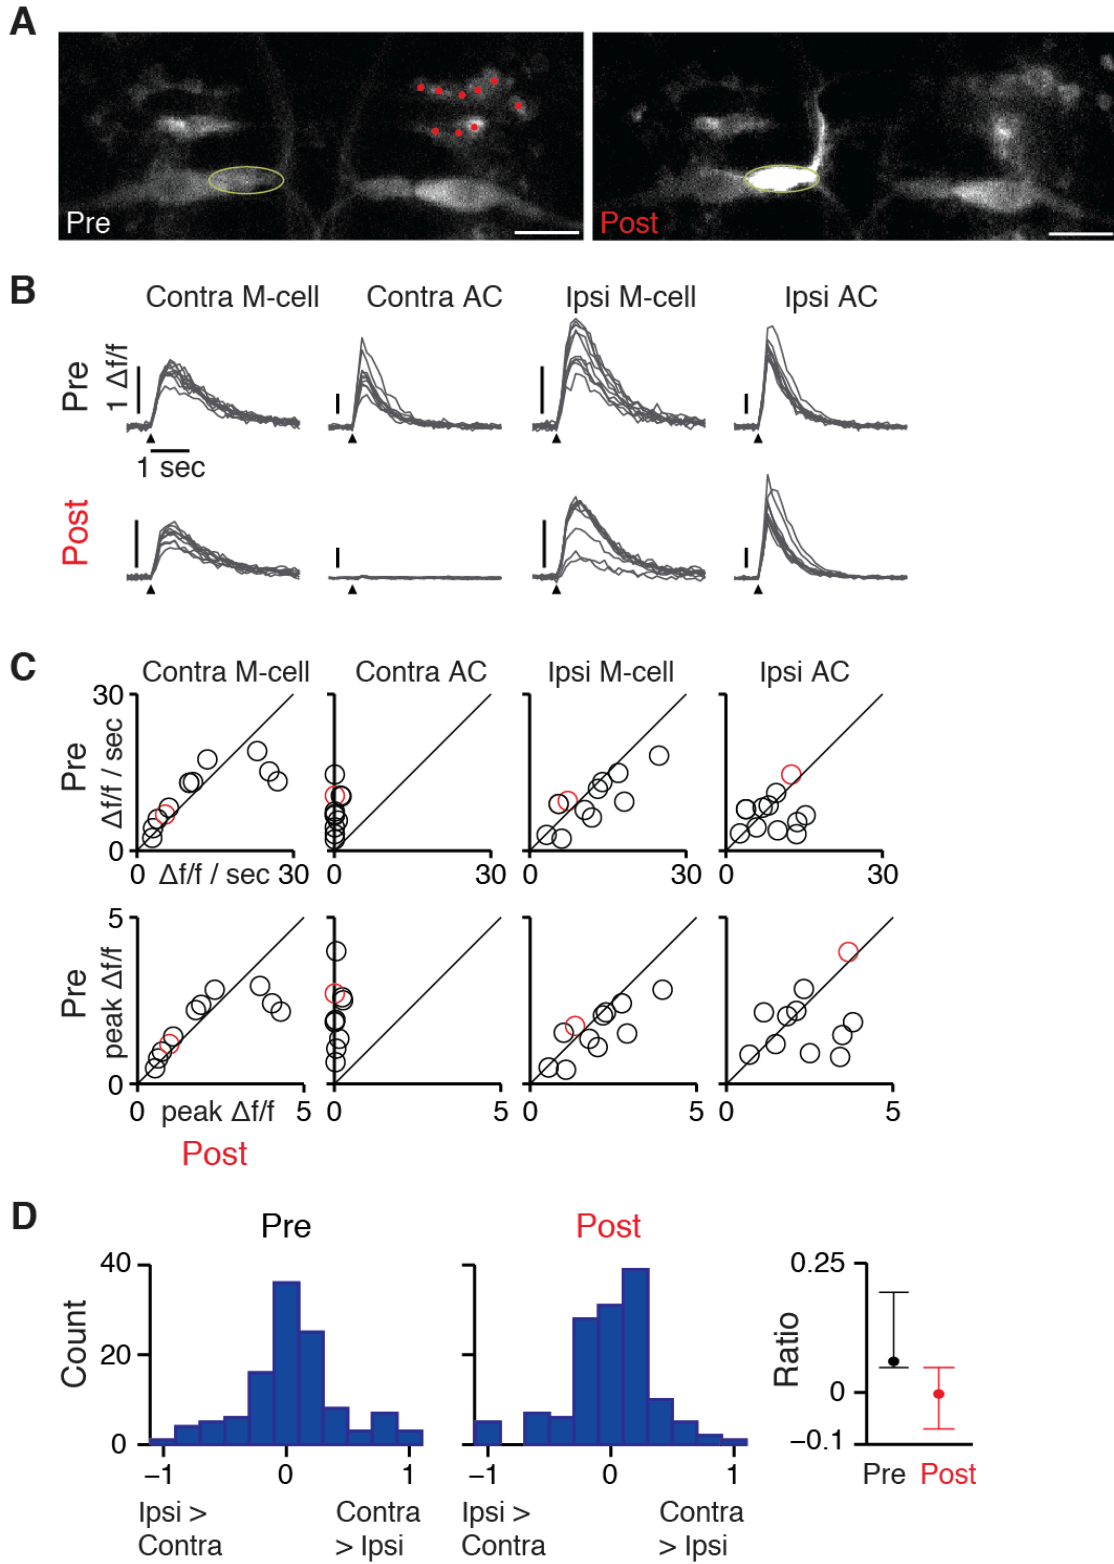 A
Pre
Post
B
Contra M-cell
Contra AC
Ipsi M-cell
Ipsi AC
Pre
1 Δf/f
1 sec
Post
C
Contra M-cell
Contra AC
Ipsi M-cell
Ipsi AC
Pre
Δf/f / sec
30
0
0 Δf/f / sec 30
0 30
0 30
0 30
Pre
peak Δf/f
5
0
0 peak Δf/f 5
0 5
0 5
0 5
Post
D
Pre
Post
Count
40
20
0
−1 0 1
Ipsi >
Contra
Contra
> Ipsi
−1 0 1
Ipsi >
Contra
Contra
> Ipsi
Ratio
0.25
0
−0.1
Pre Post